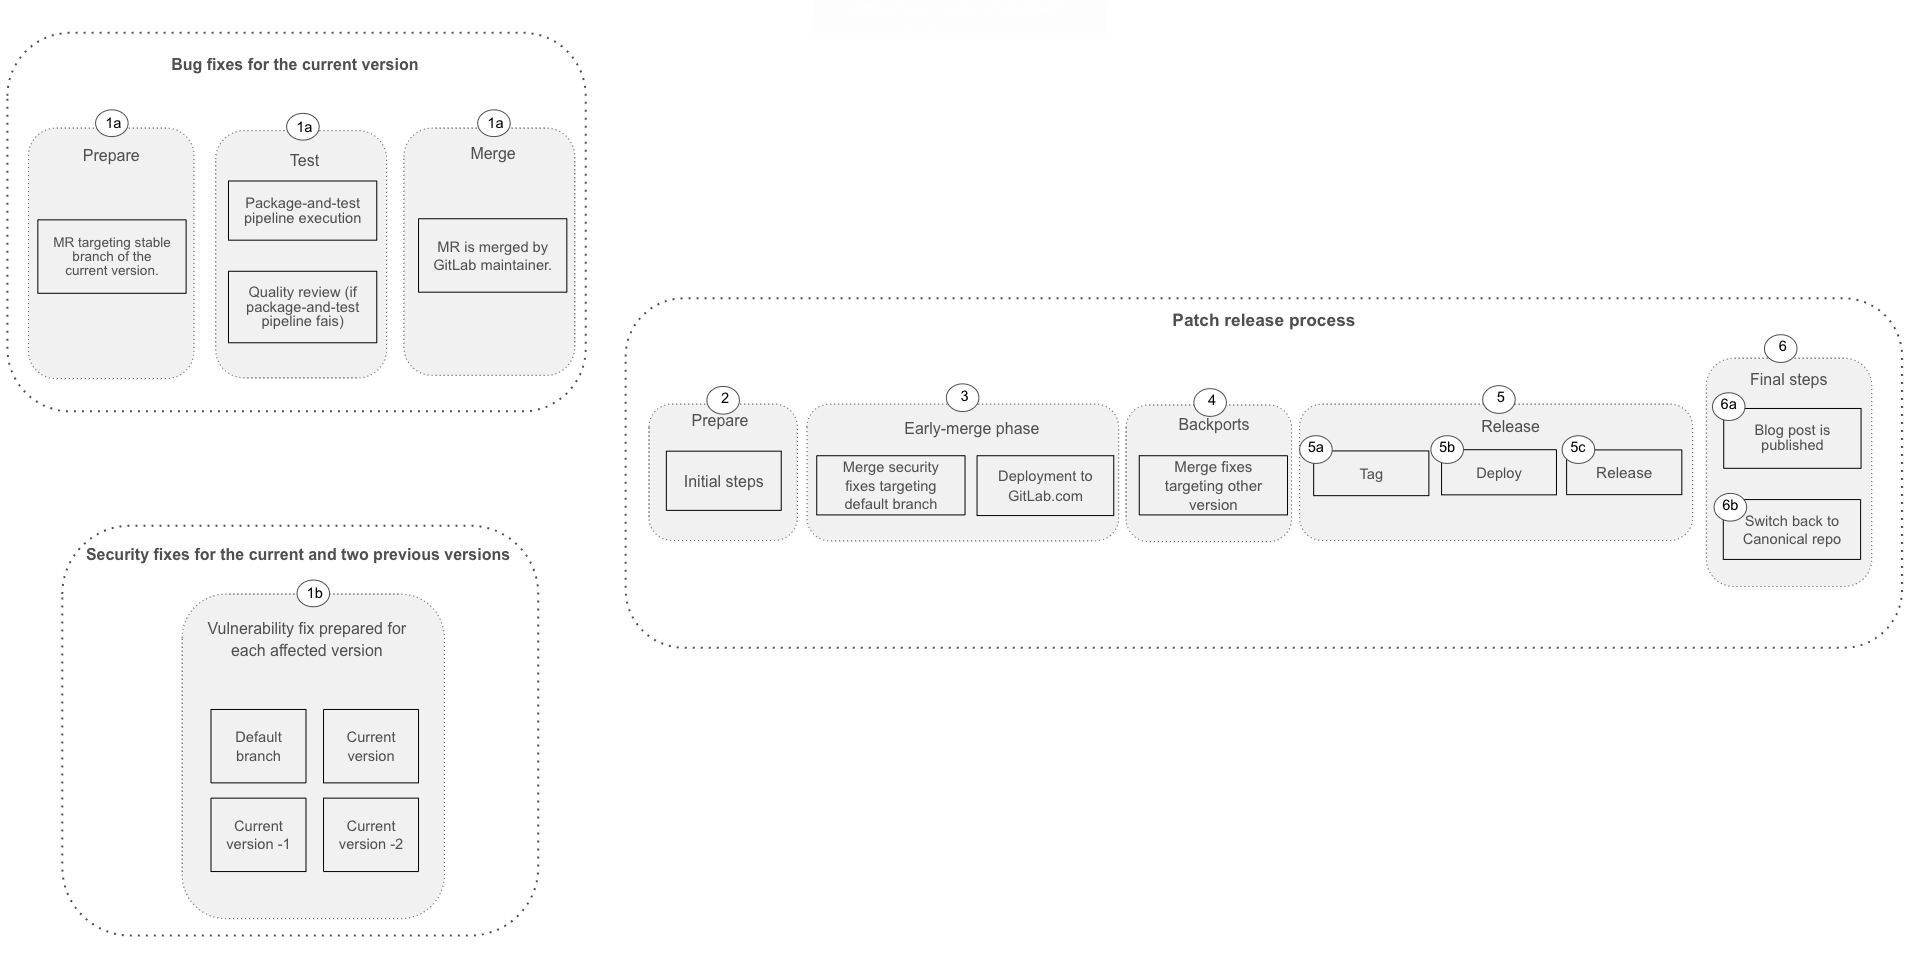 Bug fixes for the current version
1a
Prepare
MR targeting stable
branch of the
current version.
1a
Test
Package-and-test
pipeline execution
Quality review (if
package-and-test
pipeline fais)
1a
Merge
MR is merged by
GitLab maintainer.
Security fixes for the current and two previous versions
1b
Vulnerability fix prepared for
each affected version
Default
branch
Current
version
Current
version -1
Current
version -2
Patch release process
2
Prepare
Initial steps
3
Early-merge phase
Merge security
fixes targeting
default branch
Deployment to
GitLab.com
4
Backports
Merge fixes
targeting other
version
5
Release
5a
Tag
5b
Deploy
5c
Release
6
Final steps
6a
Blog post is
published
6b
Switch back to
Canonical repo